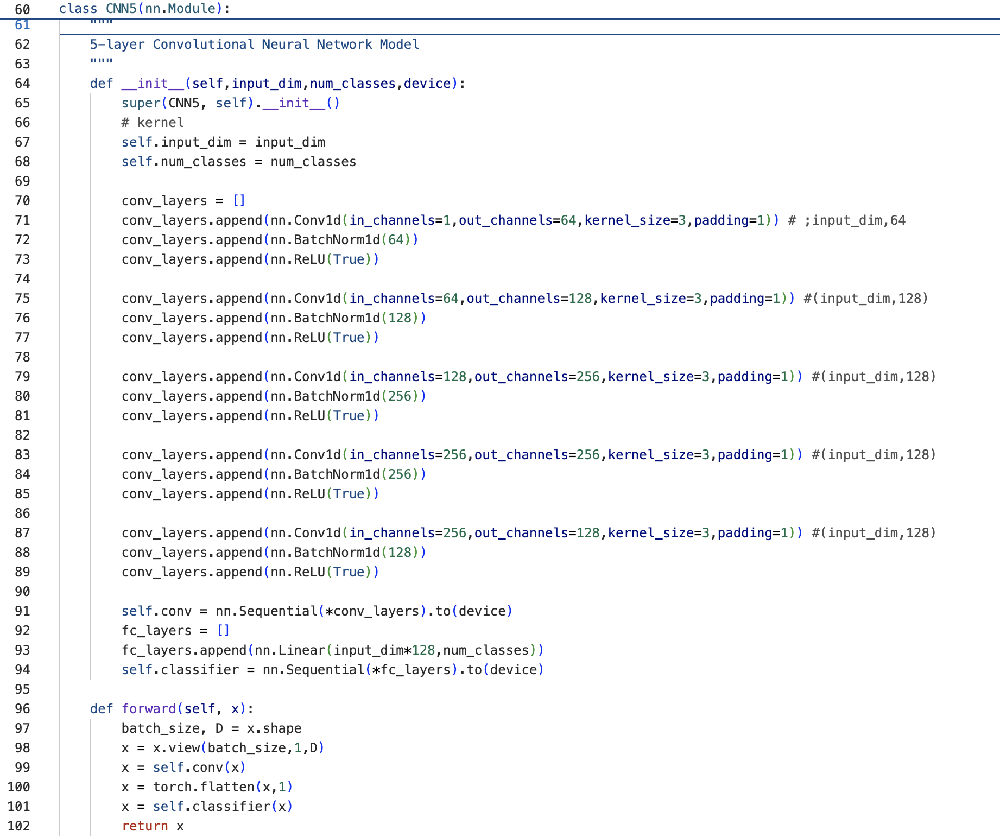 60 class CNN5(nn.Module):
61     """
62     5-layer Convolutional Neural Network Model
63     """
64     def __init__(self,input_dim,num_classes,device):
65         super(CNN5, self).__init__()
66         # kernel
67         self.input_dim = input_dim
68         self.num_classes = num_classes
69
70         conv_layers = []
71         conv_layers.append(nn.Conv1d(in_channels=1,out_channels=64,kernel_size=3,padding=1)) # ;input_dim,64
72         conv_layers.append(nn.BatchNorm1d(64))
73         conv_layers.append(nn.ReLU(True))
74
75         conv_layers.append(nn.Conv1d(in_channels=64,out_channels=128,kernel_size=3,padding=1)) #(input_dim,128)
76         conv_layers.append(nn.BatchNorm1d(128))
77         conv_layers.append(nn.ReLU(True))
78
79         conv_layers.append(nn.Conv1d(in_channels=128,out_channels=256,kernel_size=3,padding=1)) #(input_dim,128)
80         conv_layers.append(nn.BatchNorm1d(256))
81         conv_layers.append(nn.ReLU(True))
82
83         conv_layers.append(nn.Conv1d(in_channels=256,out_channels=256,kernel_size=3,padding=1)) #(input_dim,128)
84         conv_layers.append(nn.BatchNorm1d(256))
85         conv_layers.append(nn.ReLU(True))
86
87         conv_layers.append(nn.Conv1d(in_channels=256,out_channels=128,kernel_size=3,padding=1)) #(input_dim,128)
88         conv_layers.append(nn.BatchNorm1d(128))
89         conv_layers.append(nn.ReLU(True))
90
91         self.conv = nn.Sequential(*conv_layers).to(device)
92         fc_layers = []
93         fc_layers.append(nn.Linear(input_dim*128,num_classes))
94         self.classifier = nn.Sequential(*fc_layers).to(device)
95
96     def forward(self, x):
97         batch_size, D = x.shape
98         x = x.view(batch_size,1,D)
99         x = self.conv(x)
100         x = torch.flatten(x,1)
101         x = self.classifier(x)
102         return x